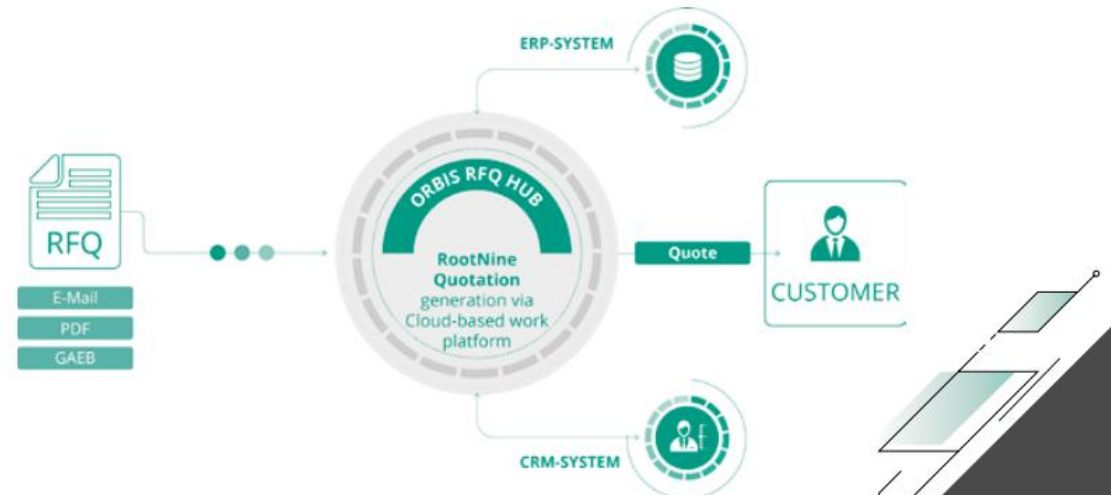 ERP-SYSTEM
RFQ
E-Mail
PDF
GAEB
ORBIS RFQ HUB
RootNine
Quotation
generation via
Cloud-based work
platform
Quote
CUSTOMER
CRM-SYSTEM